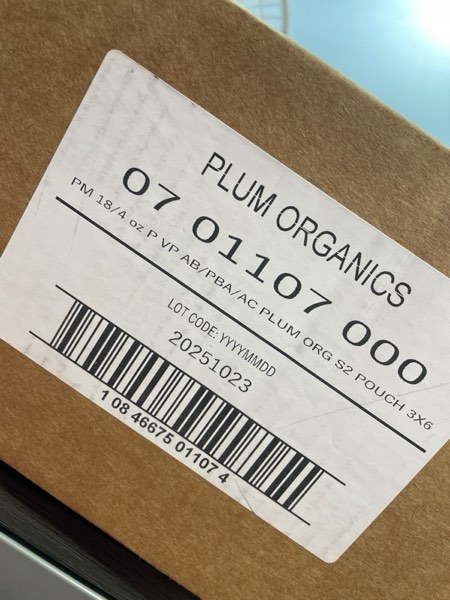 PLUM ORGANICS
07 01107 000
PM 18/4 oz P VP AB/PBA/AC PLUM ORG S2 POUCH 3X6
LOT CODE: YYYYMMDD
20251023
1 08 46675 01107 4